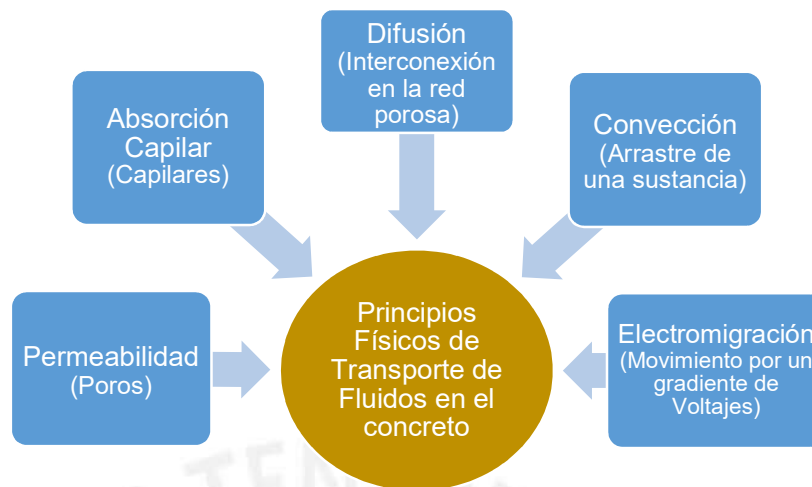 Difusión
(Interconexión
en la red
porosa)
Absorción
Capilar
(Capilares)
Convección
(Arrastre de
una sustancia)
Permeabilidad
(Poros)
Principios
Físicos de
Transporte de
Fluidos en el
concreto
Electromigración
(Movimiento por un
gradiente de
Voltajes)